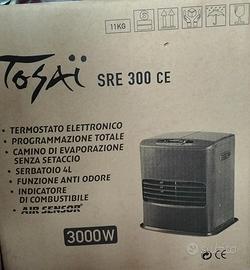 11KG
TOSAÏ SRE 300 CE
• TERMOSTATO ELETTRONICO
• PROGRAMMAZIONE TOTALE
• CAMINO DI EVAPORAZIONE
SENZA SETACCIO
• SERBATOIO 4L
• FUNZIONE ANTI ODORE
• INDICATORE
DI COMBUSTIBILE
• AIR SENSOR
3000W
subito